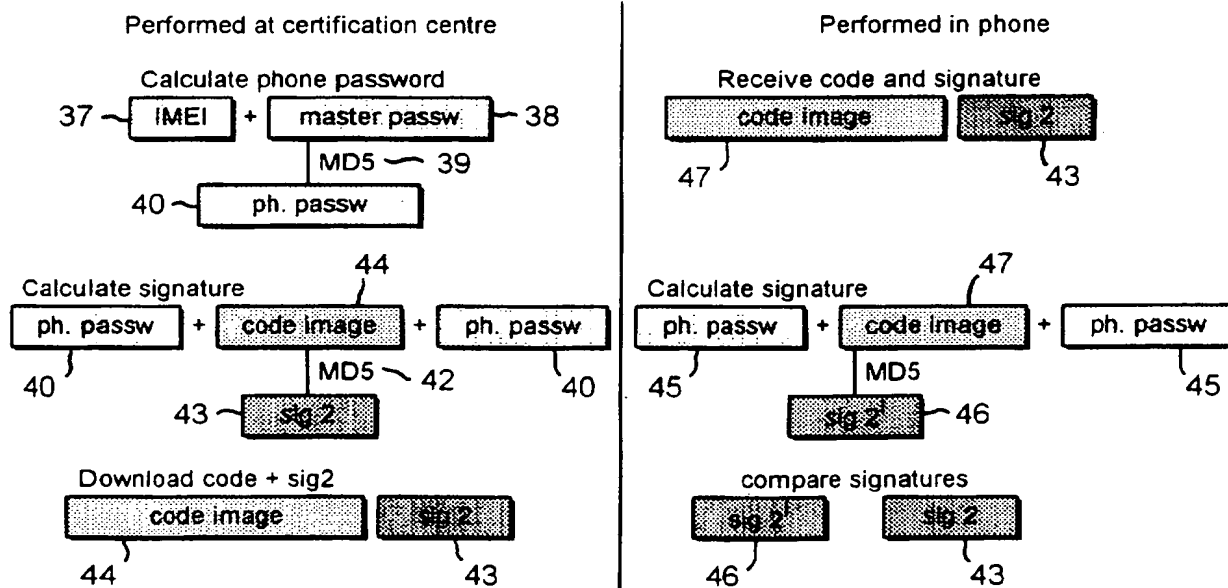 Performed at certification centre
Calculate phone password
37 IMEI + master passw 38
MD5 39
40 ph. passw
44
Calculate signature
ph. passw + code image + ph. passw
40 MD5 42 40
43 sig 2
Download code + sig2
code image sig 2
44 43
Performed in phone
Receive code and signature
code image sig 2
47 43
47
Calculate signature
ph. passw + code image + ph. passw
45 MD5 45
sig 2' 46
compare signatures
sig 2' sig 2
46 43